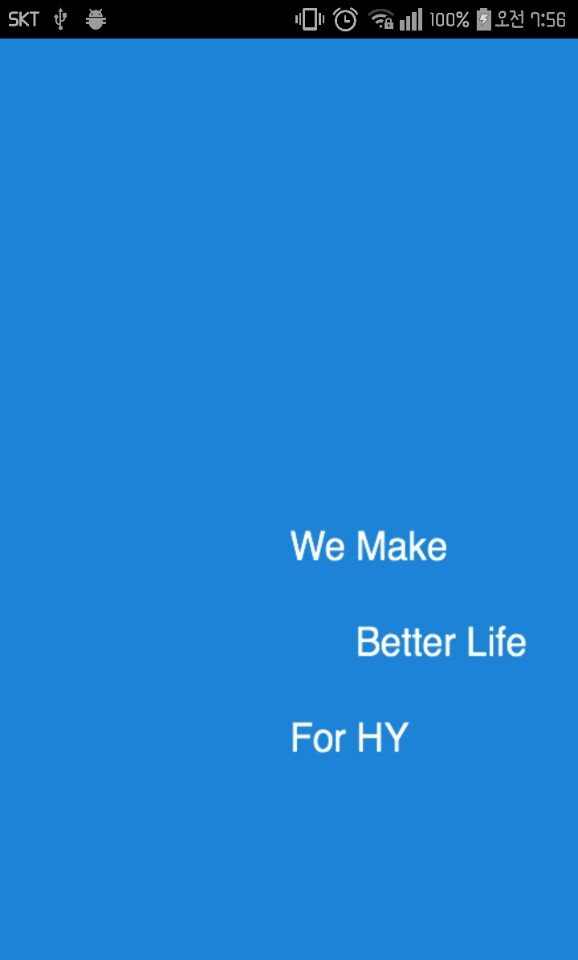 SKT 100% 오전 7:56
We Make
Better Life
For HY